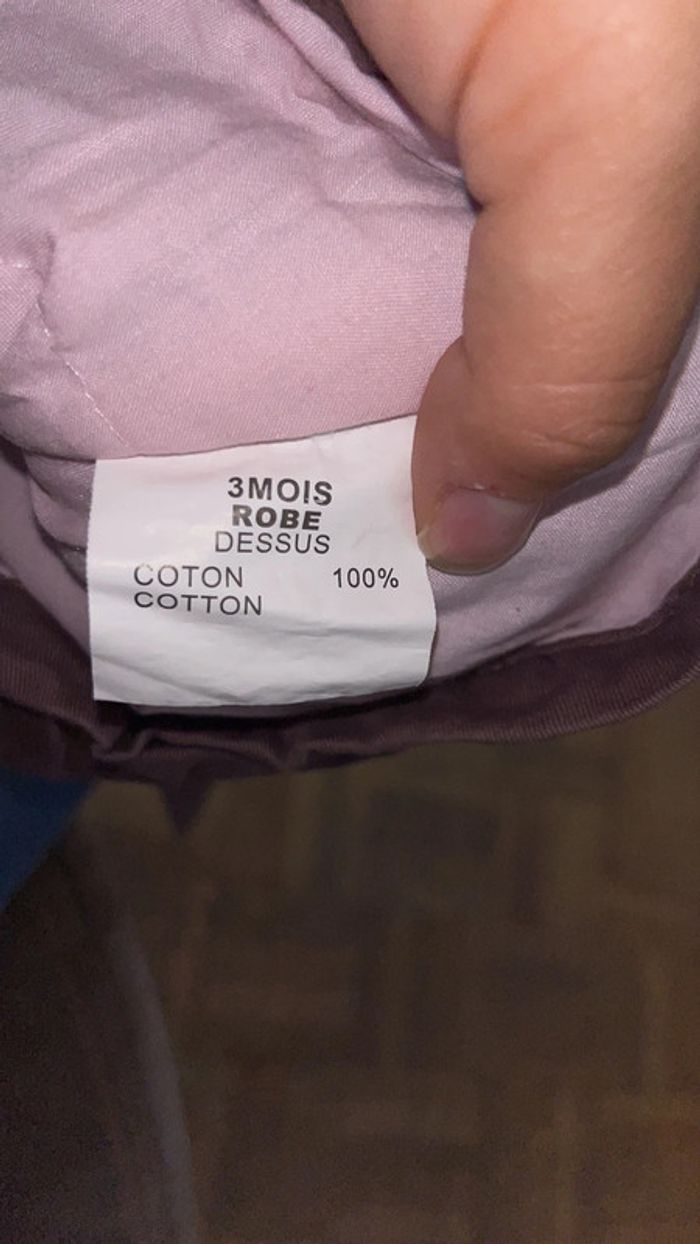 3MOIS
ROBE
DESSUS
COTON 100%
COTTON